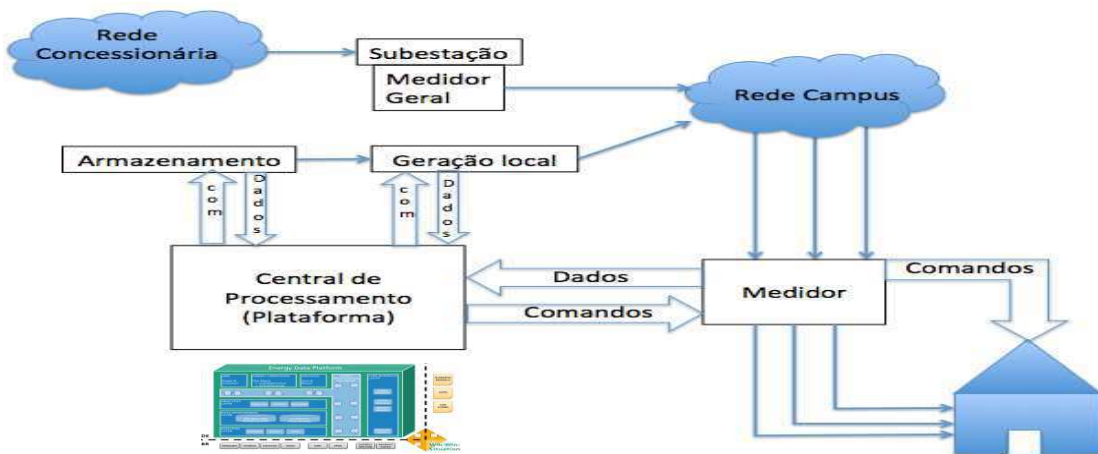 Rede
Concessionária
Subestação
Medidor
Geral
Rede Campus
Armazenamento
Geração local
com
Dados
com
Dados
Central de
Processamento
(Plataforma)
Dados
Comandos
Medidor
Comandos
Energy Data Platform